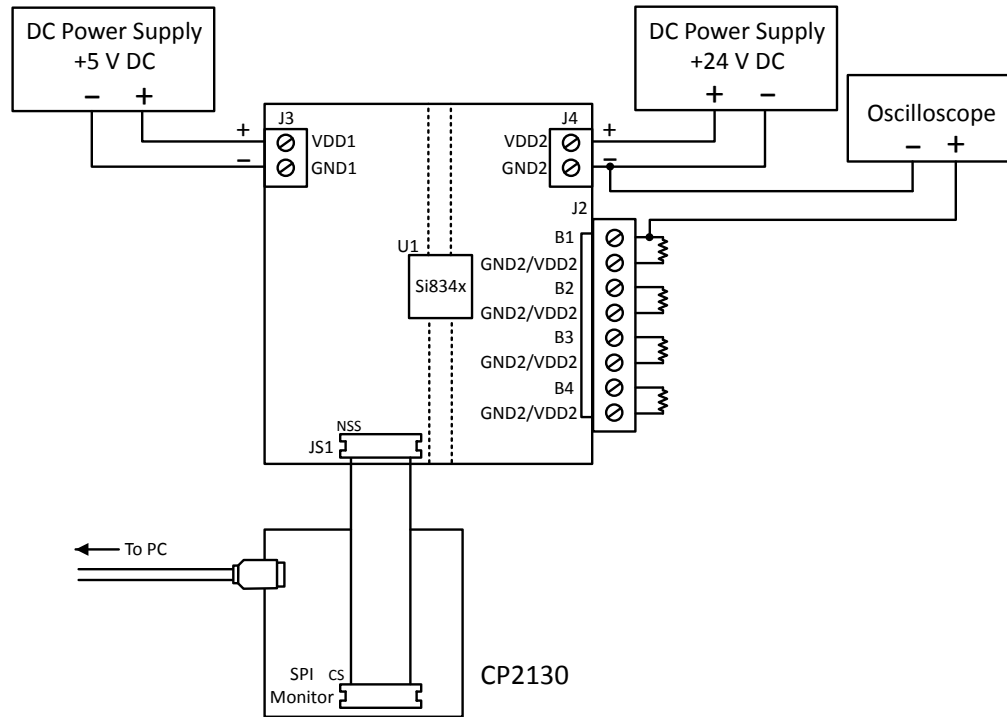 DC Power Supply
+5 V DC
− +
DC Power Supply
+24 V DC
+ −
Oscilloscope
− +
J3
+ VDD1
− GND1
J4
VDD2 +
GND2 −
J2
B1
GND2/VDD2
B2
GND2/VDD2
B3
GND2/VDD2
B4
GND2/VDD2
U1
Si834x
NSS
JS1
To PC
SPI CS
Monitor
CP2130